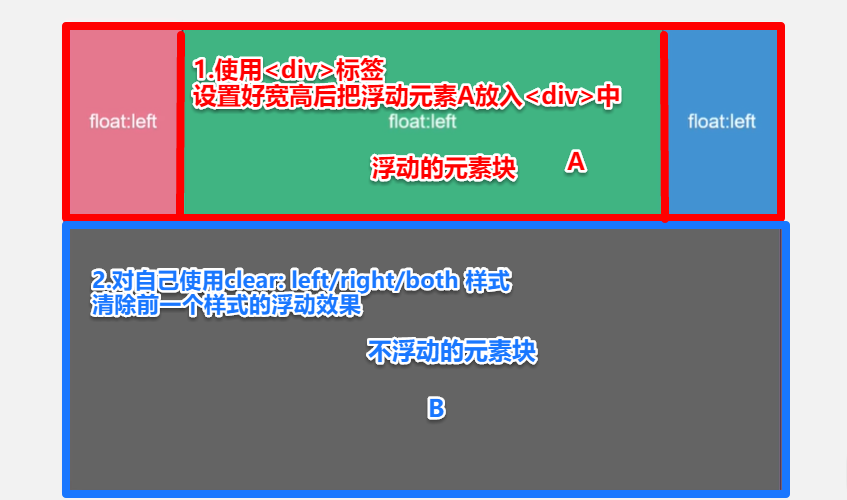 1.使用<div>标签
设置好宽高后把浮动元素A放入<div>中
float:left
float:left
float:left
浮动的元素块
A
2.对自己使用clear: left/right/both 样式
清除前一个样式的浮动效果
不浮动的元素块
B